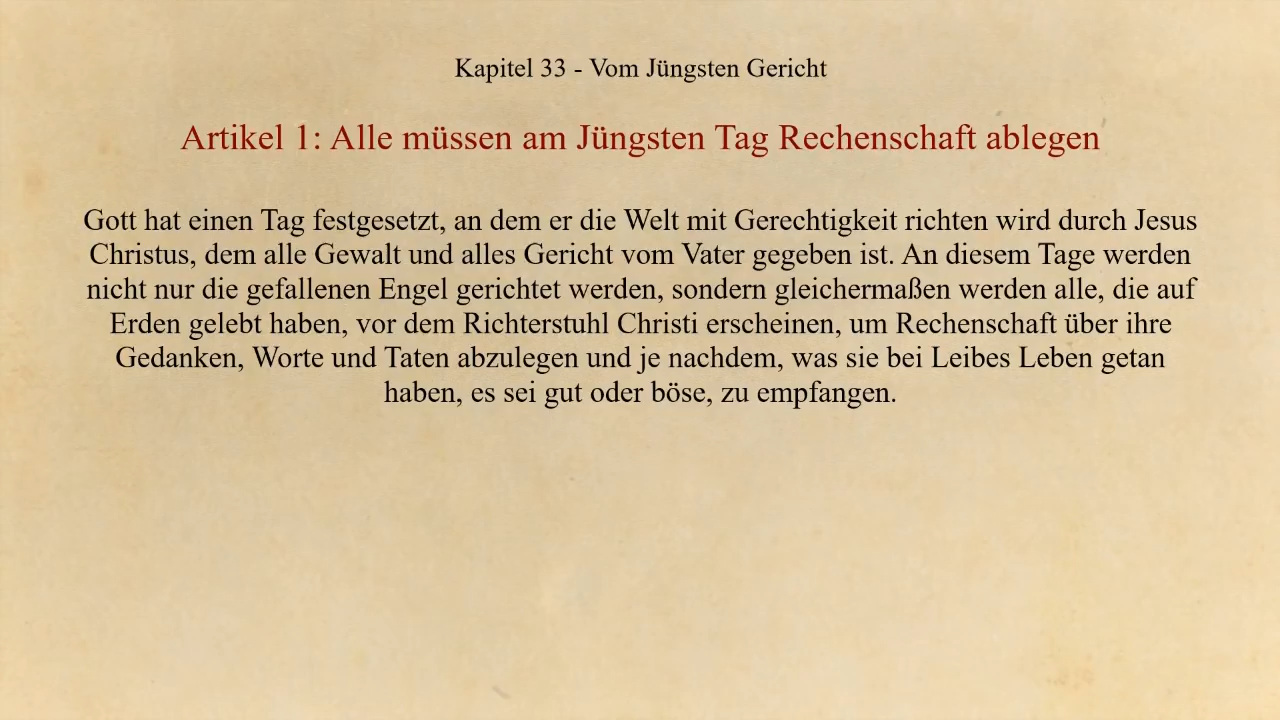 Kapitel 33 - Vom Jüngsten Gericht
Artikel 1: Alle müssen am Jüngsten Tag Rechenschaft ablegen
Gott hat einen Tag festgesetzt, an dem er die Welt mit Gerechtigkeit richten wird durch Jesus
Christus, dem alle Gewalt und alles Gericht vom Vater gegeben ist. An diesem Tage werden
nicht nur die gefallenen Engel gerichtet werden, sondern gleichermaßen werden alle, die auf
Erden gelebt haben, vor dem Richterstuhl Christi erscheinen, um Rechenschaft über ihre
Gedanken, Worte und Taten abzulegen und je nachdem, was sie bei Leibes Leben getan
haben, es sei gut oder böse, zu empfangen.